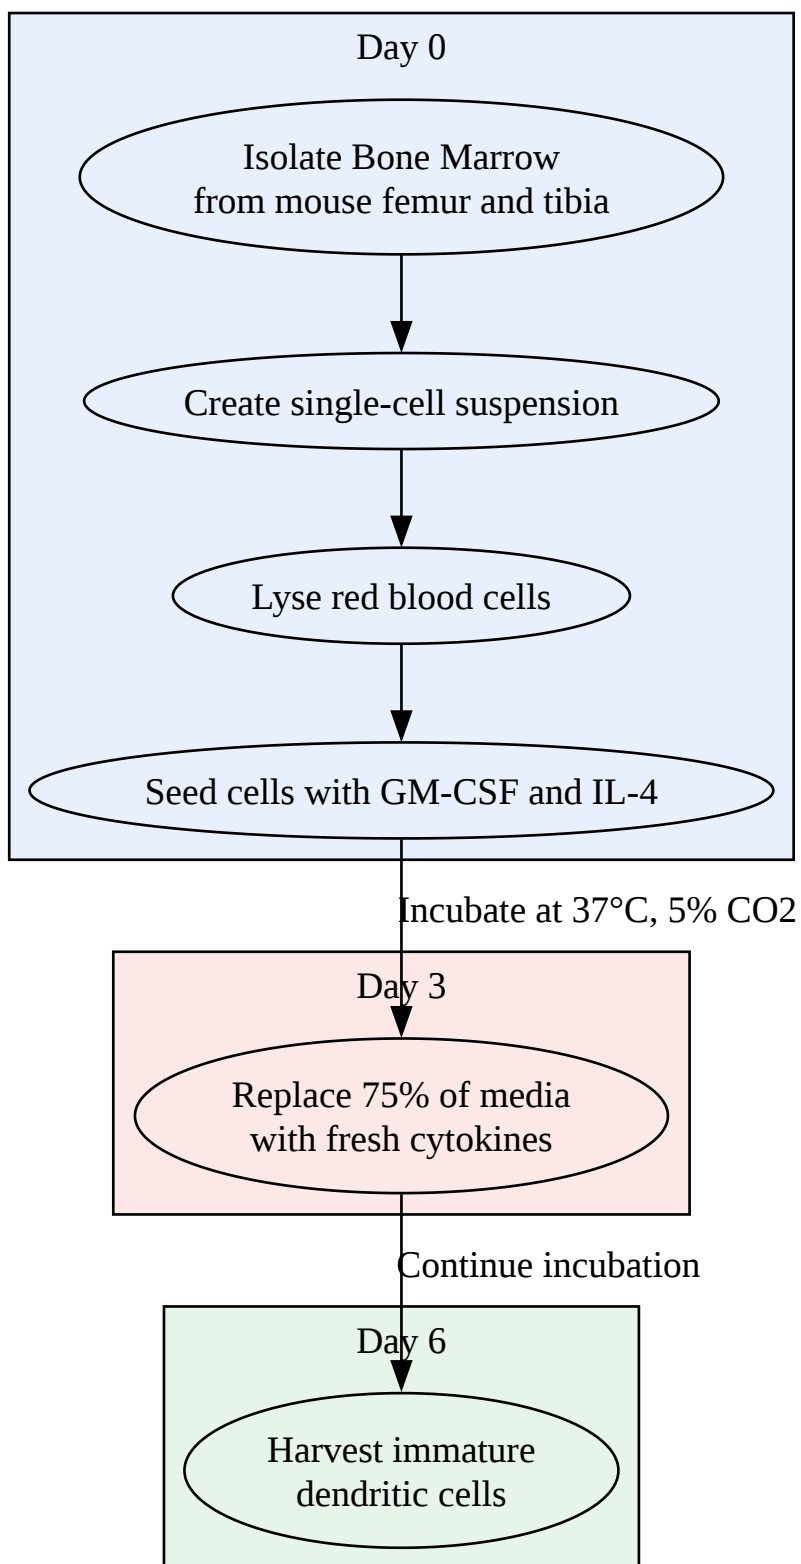 Day 0
Isolate Bone Marrow
from mouse femur and tibia
Create single-cell suspension
Lyse red blood cells
Seed cells with GM-CSF and IL-4
Incubate at 37°C, 5% CO2
Day 3
Replace 75% of media
with fresh cytokines
Continue incubation
Day 6
Harvest immature
dendritic cells